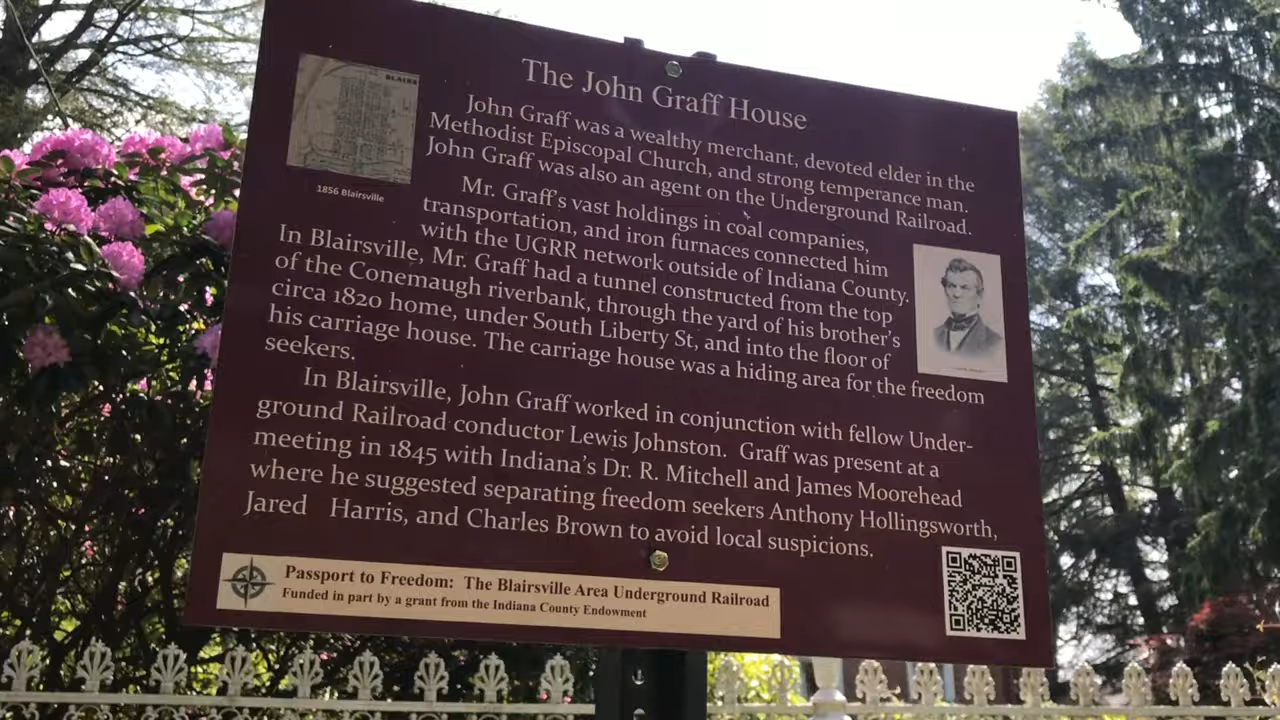 The John Graff House
BLAIRS
1856 Blairsville
John Graff was a wealthy merchant, devoted elder in the
Methodist Episcopal Church, and strong temperance man.
John Graff was also an agent on the Underground Railroad.
Mr. Graff's vast holdings in coal companies,
transportation, and iron furnaces connected him
with the UGRR network outside of Indiana County.
In Blairsville, Mr. Graff had a tunnel constructed from the top
of the Conemaugh riverbank, through the yard of his brother's
circa 1820 home, under South Liberty St, and into the floor of
his carriage house. The carriage house was a hiding area for the freedom
seekers.
In Blairsville, John Graff worked in conjunction with fellow Under-
ground Railroad conductor Lewis Johnston. Graff was present at a
meeting in 1845 with Indiana's Dr. R. Mitchell and James Moorehead
where he suggested separating freedom seekers Anthony Hollingsworth,
Jared Harris, and Charles Brown to avoid local suspicions.
Passport to Freedom: The Blairsville Area Underground Railroad
Funded in part by a grant from the Indiana County Endowment